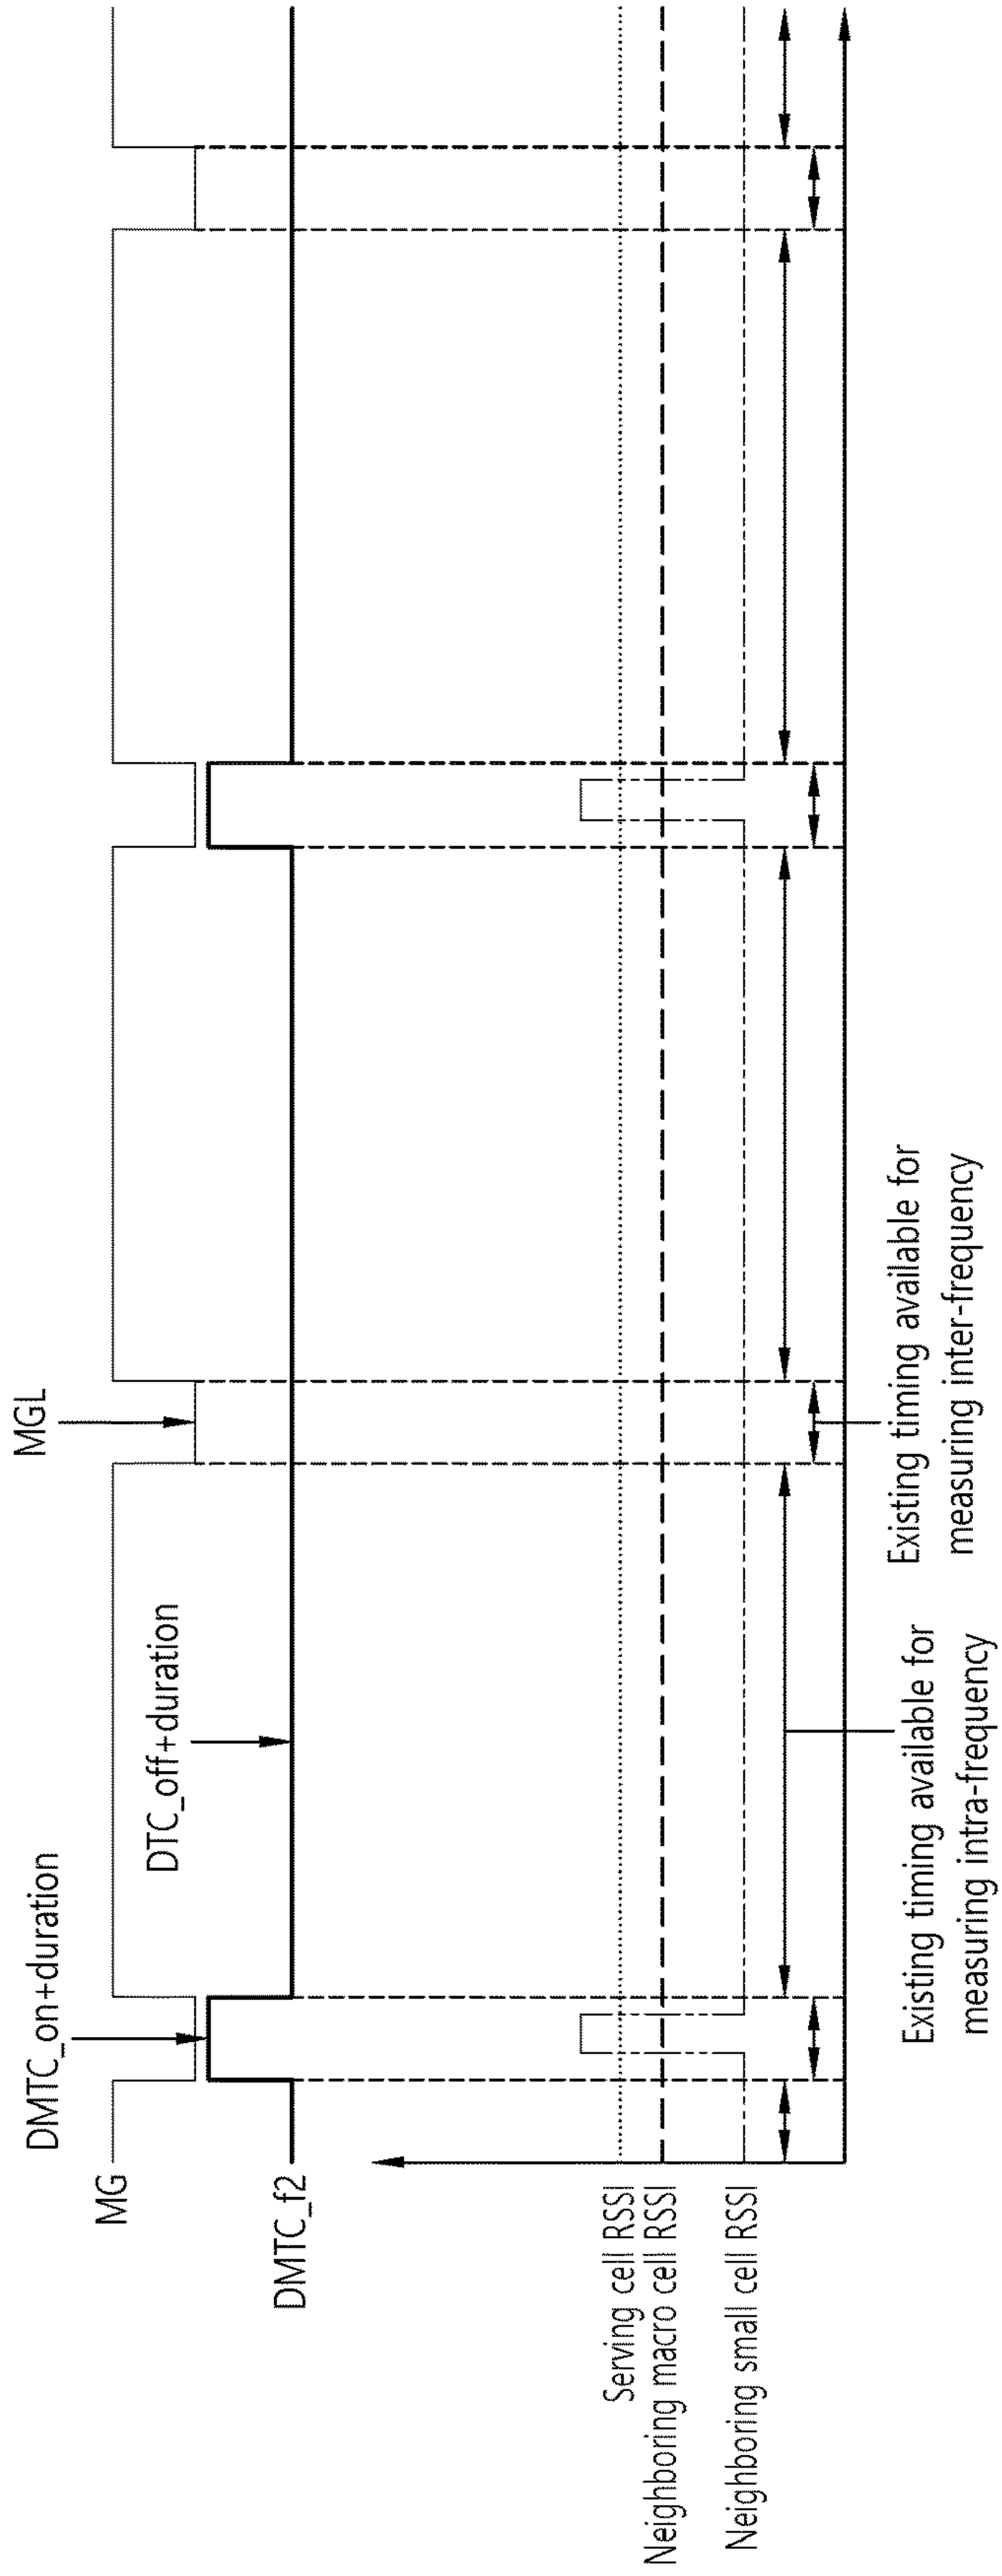 MG
DMTC_on+duration
DTC_off+duration
MGL
DMTC_f2
Serving cell RSSI
Neighboring macro cell RSSI
Neighboring small cell RSSI
Existing timing available for
measuring intra-frequency
Existing timing available for
measuring inter-frequency